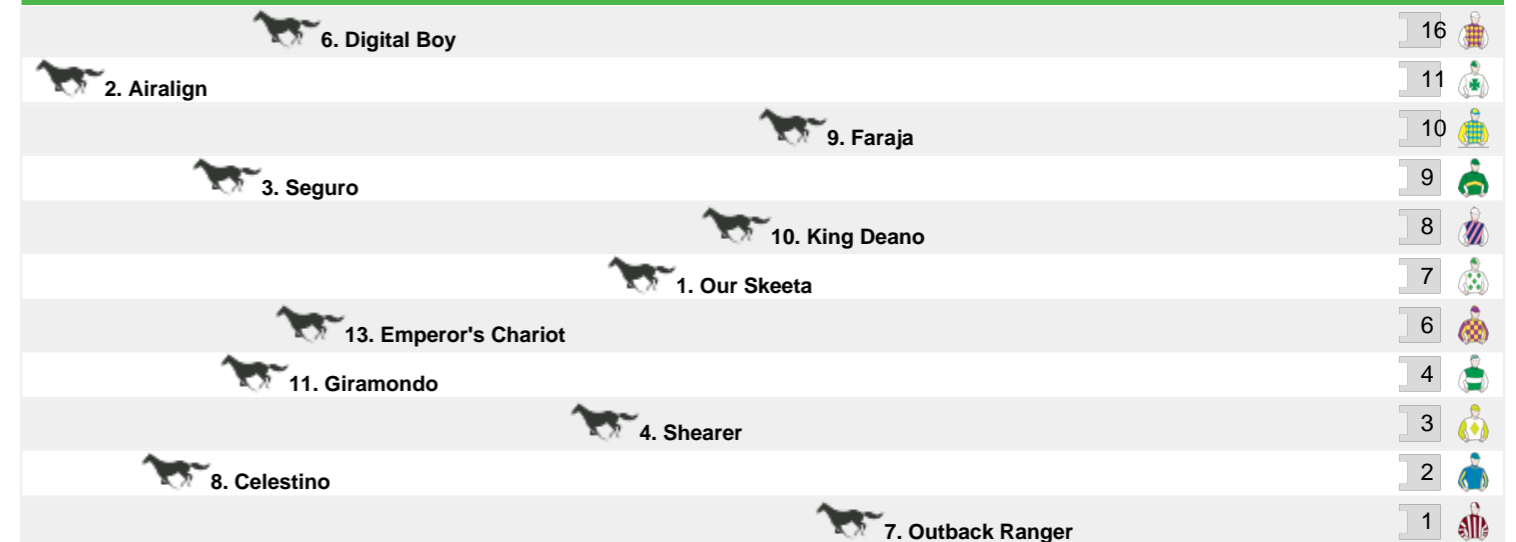 6. Digital Boy 16
2. Airalign 11
9. Faraja 10
3. Seguro 9
10. King Deano 8
1. Our Skeeta 7
13. Emperor's Chariot 6
11. Giramondo 4
4. Shearer 3
8. Celestino 2
7. Outback Ranger 1